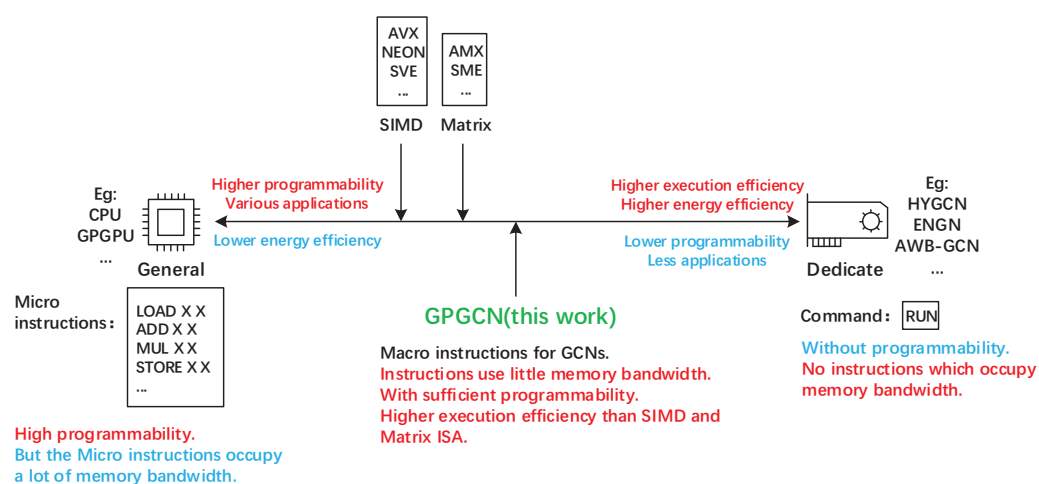 AVX
NEON
SVE
...
SIMD
AMX
SME
...
Matrix
Eg:
CPU
GPGPU
...
General
Higher programmability
Various applications
Lower energy efficiency
Higher execution efficiency
Higher energy efficiency
Lower programmability
Less applications
Eg:
HYGCN
ENGN
AWB-GCN
...
Dedicate
Micro
instructions：
LOAD X X
ADD X X
MUL X X
STORE X X
...
High programmability.
But the Micro instructions occupy
a lot of memory bandwidth.
GPGCN(this work)
Macro instructions for GCNs.
Instructions use little memory bandwidth.
With sufficient programmability.
Higher execution efficiency than SIMD and
Matrix ISA.
Command： RUN
Without programmability.
No instructions which occupy
memory bandwidth.